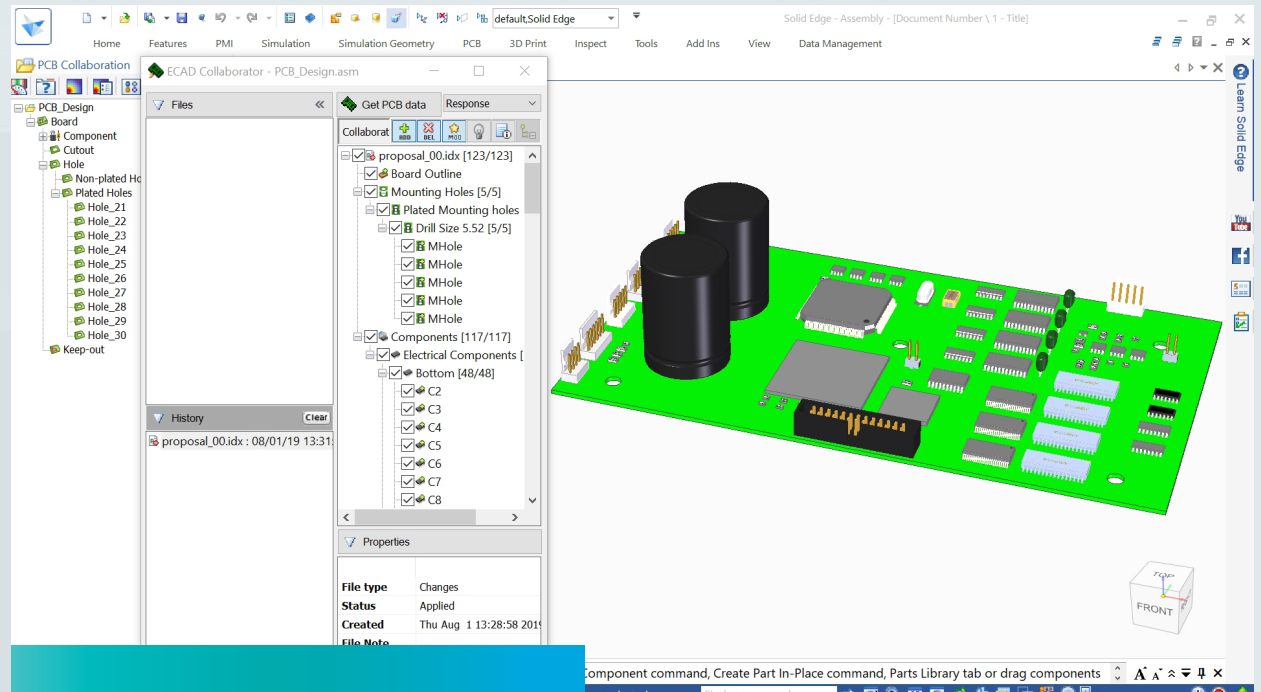 default,Solid Edge
Solid Edge - Assembly - [Document Number \ 1 - Title]
Home Features PMI Simulation Simulation Geometry PCB 3D Print Inspect Tools Add Ins View Data Management
PCB Collaboration
PCB_Design
Board
Component
Cutout
Hole
Non-plated Ho
Plated Holes
Hole_21
Hole_22
Hole_23
Hole_24
Hole_25
Hole_26
Hole_27
Hole_28
Hole_29
Hole_30
Keep-out
ECAD Collaborator - PCB_Design.asm
Files
History Clear
proposal_00.idx : 08/01/19 13:31:
Get PCB data Response
Collaborat ADD DEL MOD
proposal_00.idx [123/123]
Board Outline
Mounting Holes [5/5]
Plated Mounting holes
Drill Size 5.52 [5/5]
MHole
MHole
MHole
MHole
MHole
Components [117/117]
Electrical Components [
Bottom [48/48]
C2
C3
C4
C5
C6
C7
C8
Properties
File type Changes
Status Applied
Created Thu Aug 1 13:28:58 2019
File Note
Learn Solid Edge
You
Tube
TOP
FRONT
Component command, Create Part In-Place command, Parts Library tab or drag components